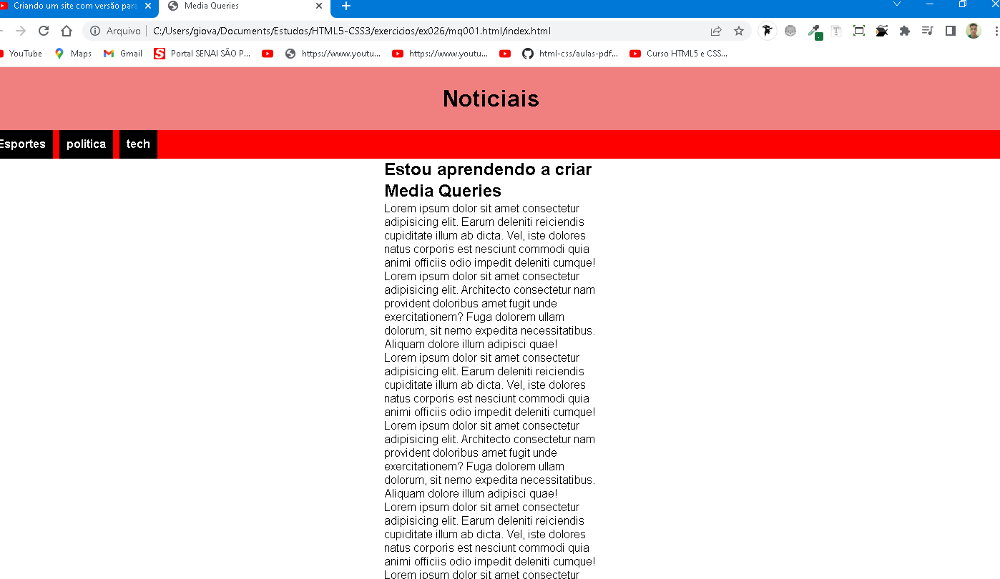 Criando um site com versão para
Media Queries
Arquivo
C:/Users/giova/Documents/Estudos/HTML5-CSS3/exercicios/ex026/mq001.html/index.html
YouTube
Maps
Gmail
Portal SENAI SÃO P...
https://www.youtu...
https://www.youtu...
html-css/aulas-pdf...
Curso HTML5 e CSS...
Noticiais
Esportes
politica
tech
Estou aprendendo a criar
Media Queries
Lorem ipsum dolor sit amet consectetur
adipisicing elit. Earum deleniti reiciendis
cupiditate illum ab dicta. Vel, iste dolores
natus corporis est nesciunt commodi quia
animi officiis odio impedit deleniti cumque!
Lorem ipsum dolor sit amet consectetur
adipisicing elit. Architecto consectetur nam
provident doloribus amet fugit unde
exercitationem? Fuga dolorem ullam
dolorum, sit nemo expedita necessitatibus.
Aliquam dolore illum adipisci quae!
Lorem ipsum dolor sit amet consectetur
adipisicing elit. Earum deleniti reiciendis
cupiditate illum ab dicta. Vel, iste dolores
natus corporis est nesciunt commodi quia
animi officiis odio impedit deleniti cumque!
Lorem ipsum dolor sit amet consectetur
adipisicing elit. Architecto consectetur nam
provident doloribus amet fugit unde
exercitationem? Fuga dolorem ullam
dolorum, sit nemo expedita necessitatibus.
Aliquam dolore illum adipisci quae!
Lorem ipsum dolor sit amet consectetur
adipisicing elit. Earum deleniti reiciendis
cupiditate illum ab dicta. Vel, iste dolores
natus corporis est nesciunt commodi quia
animi officiis odio impedit deleniti cumque!
Lorem ipsum dolor sit amet consectetur